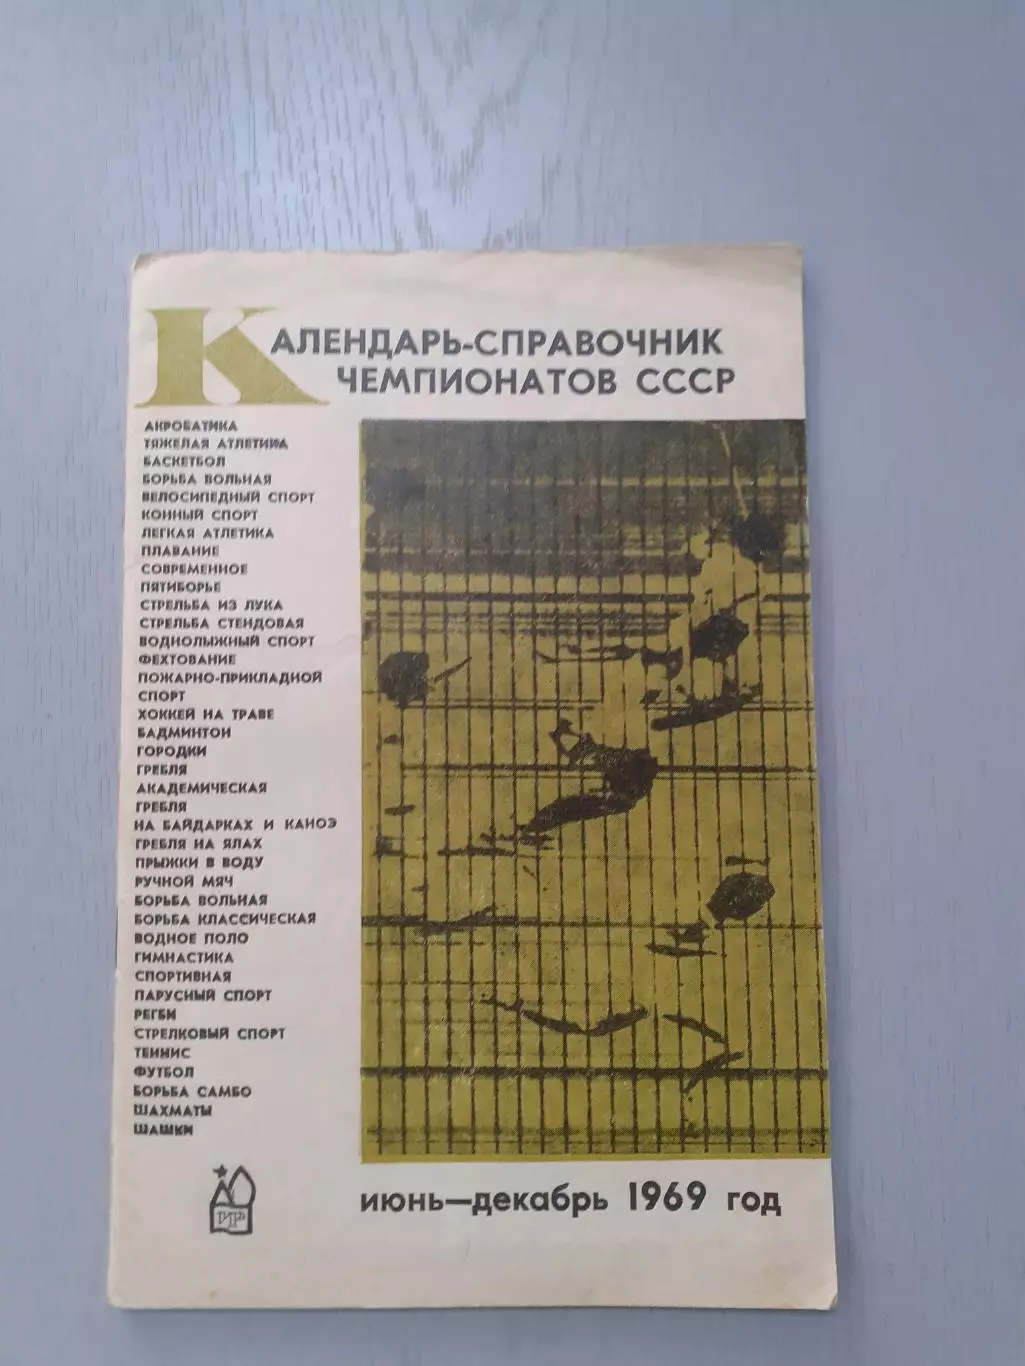 КАЛЕНДАРЬ-СПРАВОЧНИК
ЧЕМПИОНАТОВ СССР
АКРОБАТИКА
ТЯЖЕЛАЯ АТЛЕТИКА
БАСКЕТБОЛ
БОРЬБА ВОЛЬНАЯ
ВЕЛОСИПЕДНЫЙ СПОРТ
КОННЫЙ СПОРТ
ЛЕГКАЯ АТЛЕТИКА
ПЛАВАНИЕ
СОВРЕМЕННОЕ
ПЯТИБОРЬЕ
СТРЕЛЬБА ИЗ ЛУКА
СТРЕЛЬБА СТЕНДОВАЯ
ВОДНОЛЫЖНЫЙ СПОРТ
ФЕХТОВАНИЕ
ПОЖАРНО-ПРИКЛАДНОЙ
СПОРТ
ХОККЕЙ НА ТРАВЕ
БАДМИНТОН
ГОРОДКИ
ГРЕБЛЯ
АКАДЕМИЧЕСКАЯ
ГРЕБЛЯ
НА БАЙДАРКАХ И КАНОЭ
ГРЕБЛЯ НА ЯЛАХ
ПРЫЖКИ В ВОДУ
РУЧНОЙ МЯЧ
БОРЬБА ВОЛЬНАЯ
БОРЬБА КЛАССИЧЕСКАЯ
ВОДНОЕ ПОЛО
ГИМНАСТИКА
СПОРТИВНАЯ
ПАРУСНЫЙ СПОРТ
РЕГБИ
СТРЕЛКОВЫЙ СПОРТ
ТЕННИС
ФУТБОЛ
БОРЬБА САМБО
ШАХМАТЫ
ШАШКИ
ИР
июнь—декабрь 1969 год